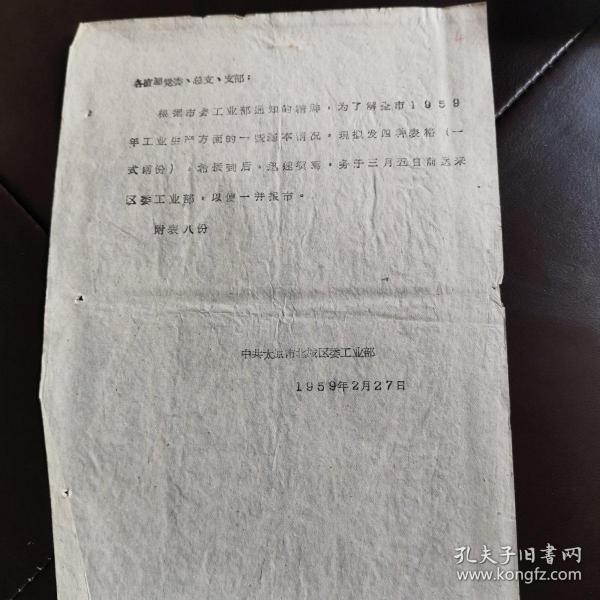 各直属党委、总支、支部:
根据市委工业部通知的精神,为了解全市1959
年工业生产方面的一些基本情况,现拟发四种表格(一
式两份)。希接到后,迅速填写,务于三月五日前送来
区委工业部,以便一并报市。
附表八份
中共太原市北城区委工业部
1959年2月27日
4
孔夫子旧書网
www.kongfz.com